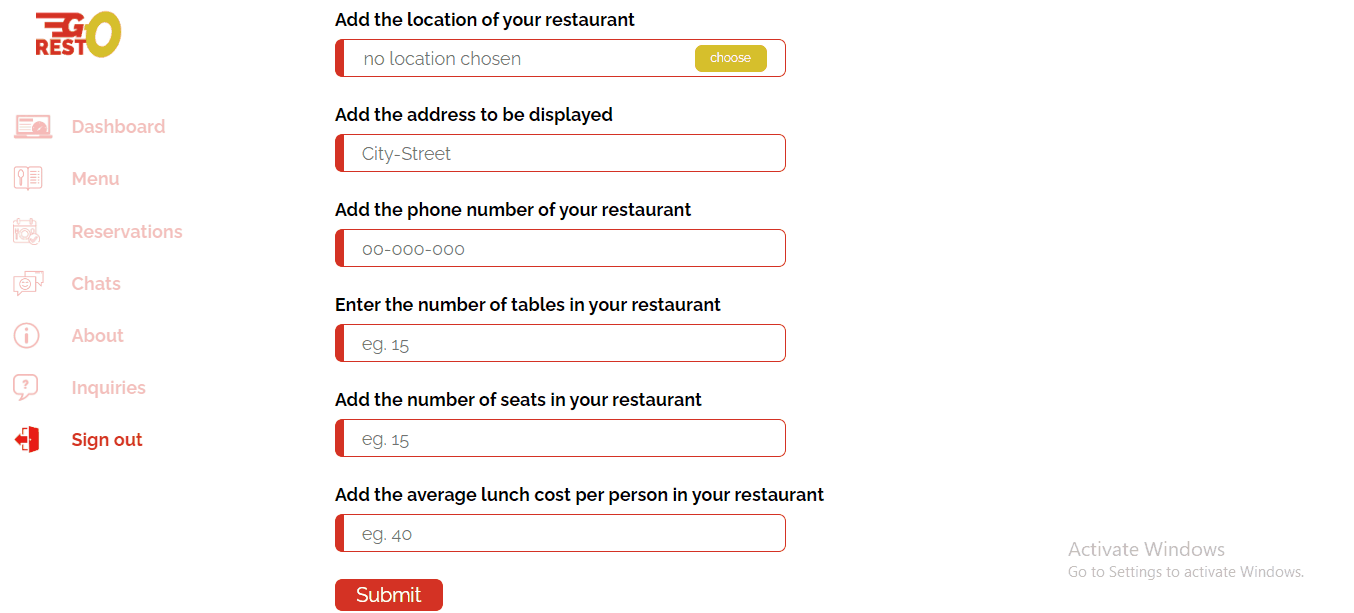 GO
REST
Dashboard
Menu
Reservations
Chats
About
Inquiries
Sign out
Add the location of your restaurant
no location chosen
choose
Add the address to be displayed
City-Street
Add the phone number of your restaurant
00-000-000
Enter the number of tables in your restaurant
eg. 15
Add the number of seats in your restaurant
eg. 15
Add the average lunch cost per person in your restaurant
eg. 40
Submit
Activate Windows
Go to Settings to activate Windows.